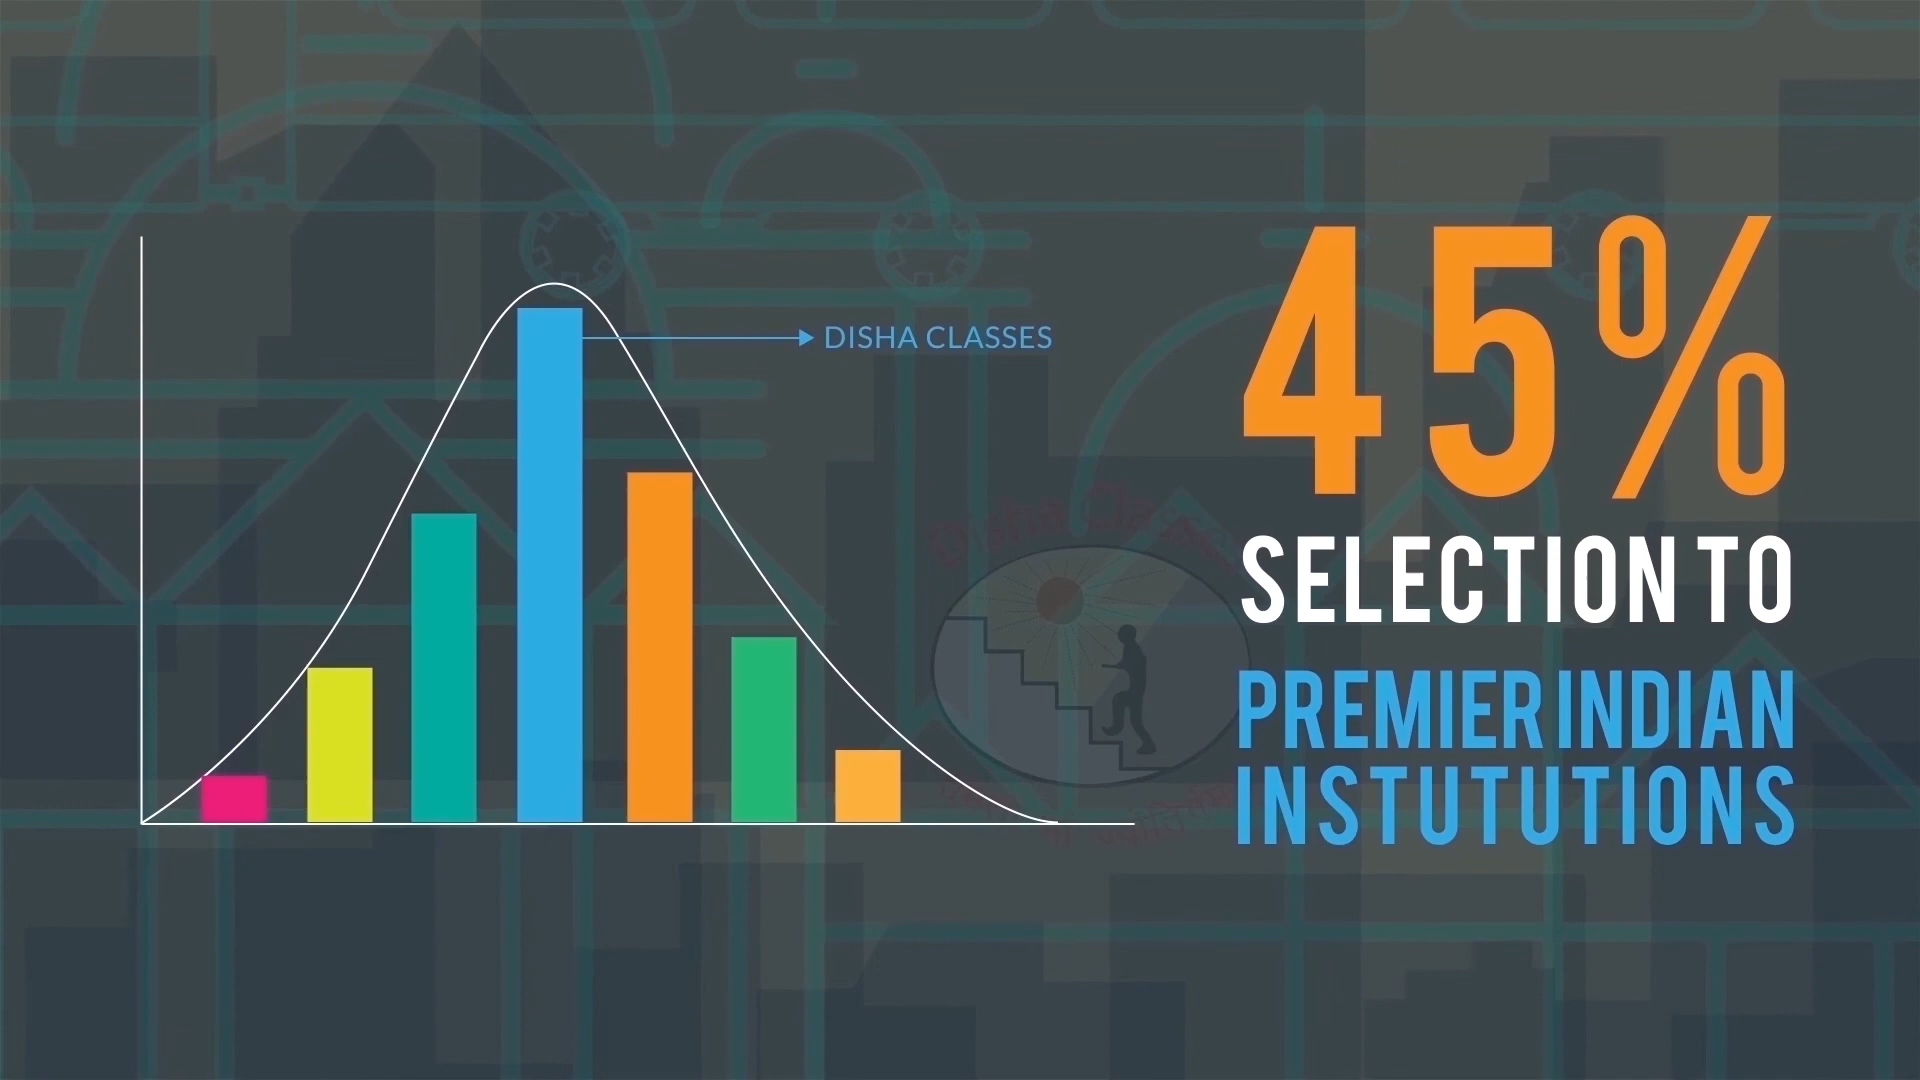 DISHA CLASSES
45%
SELECTION TO
PREMIER INDIAN
INSTUTUTIONS